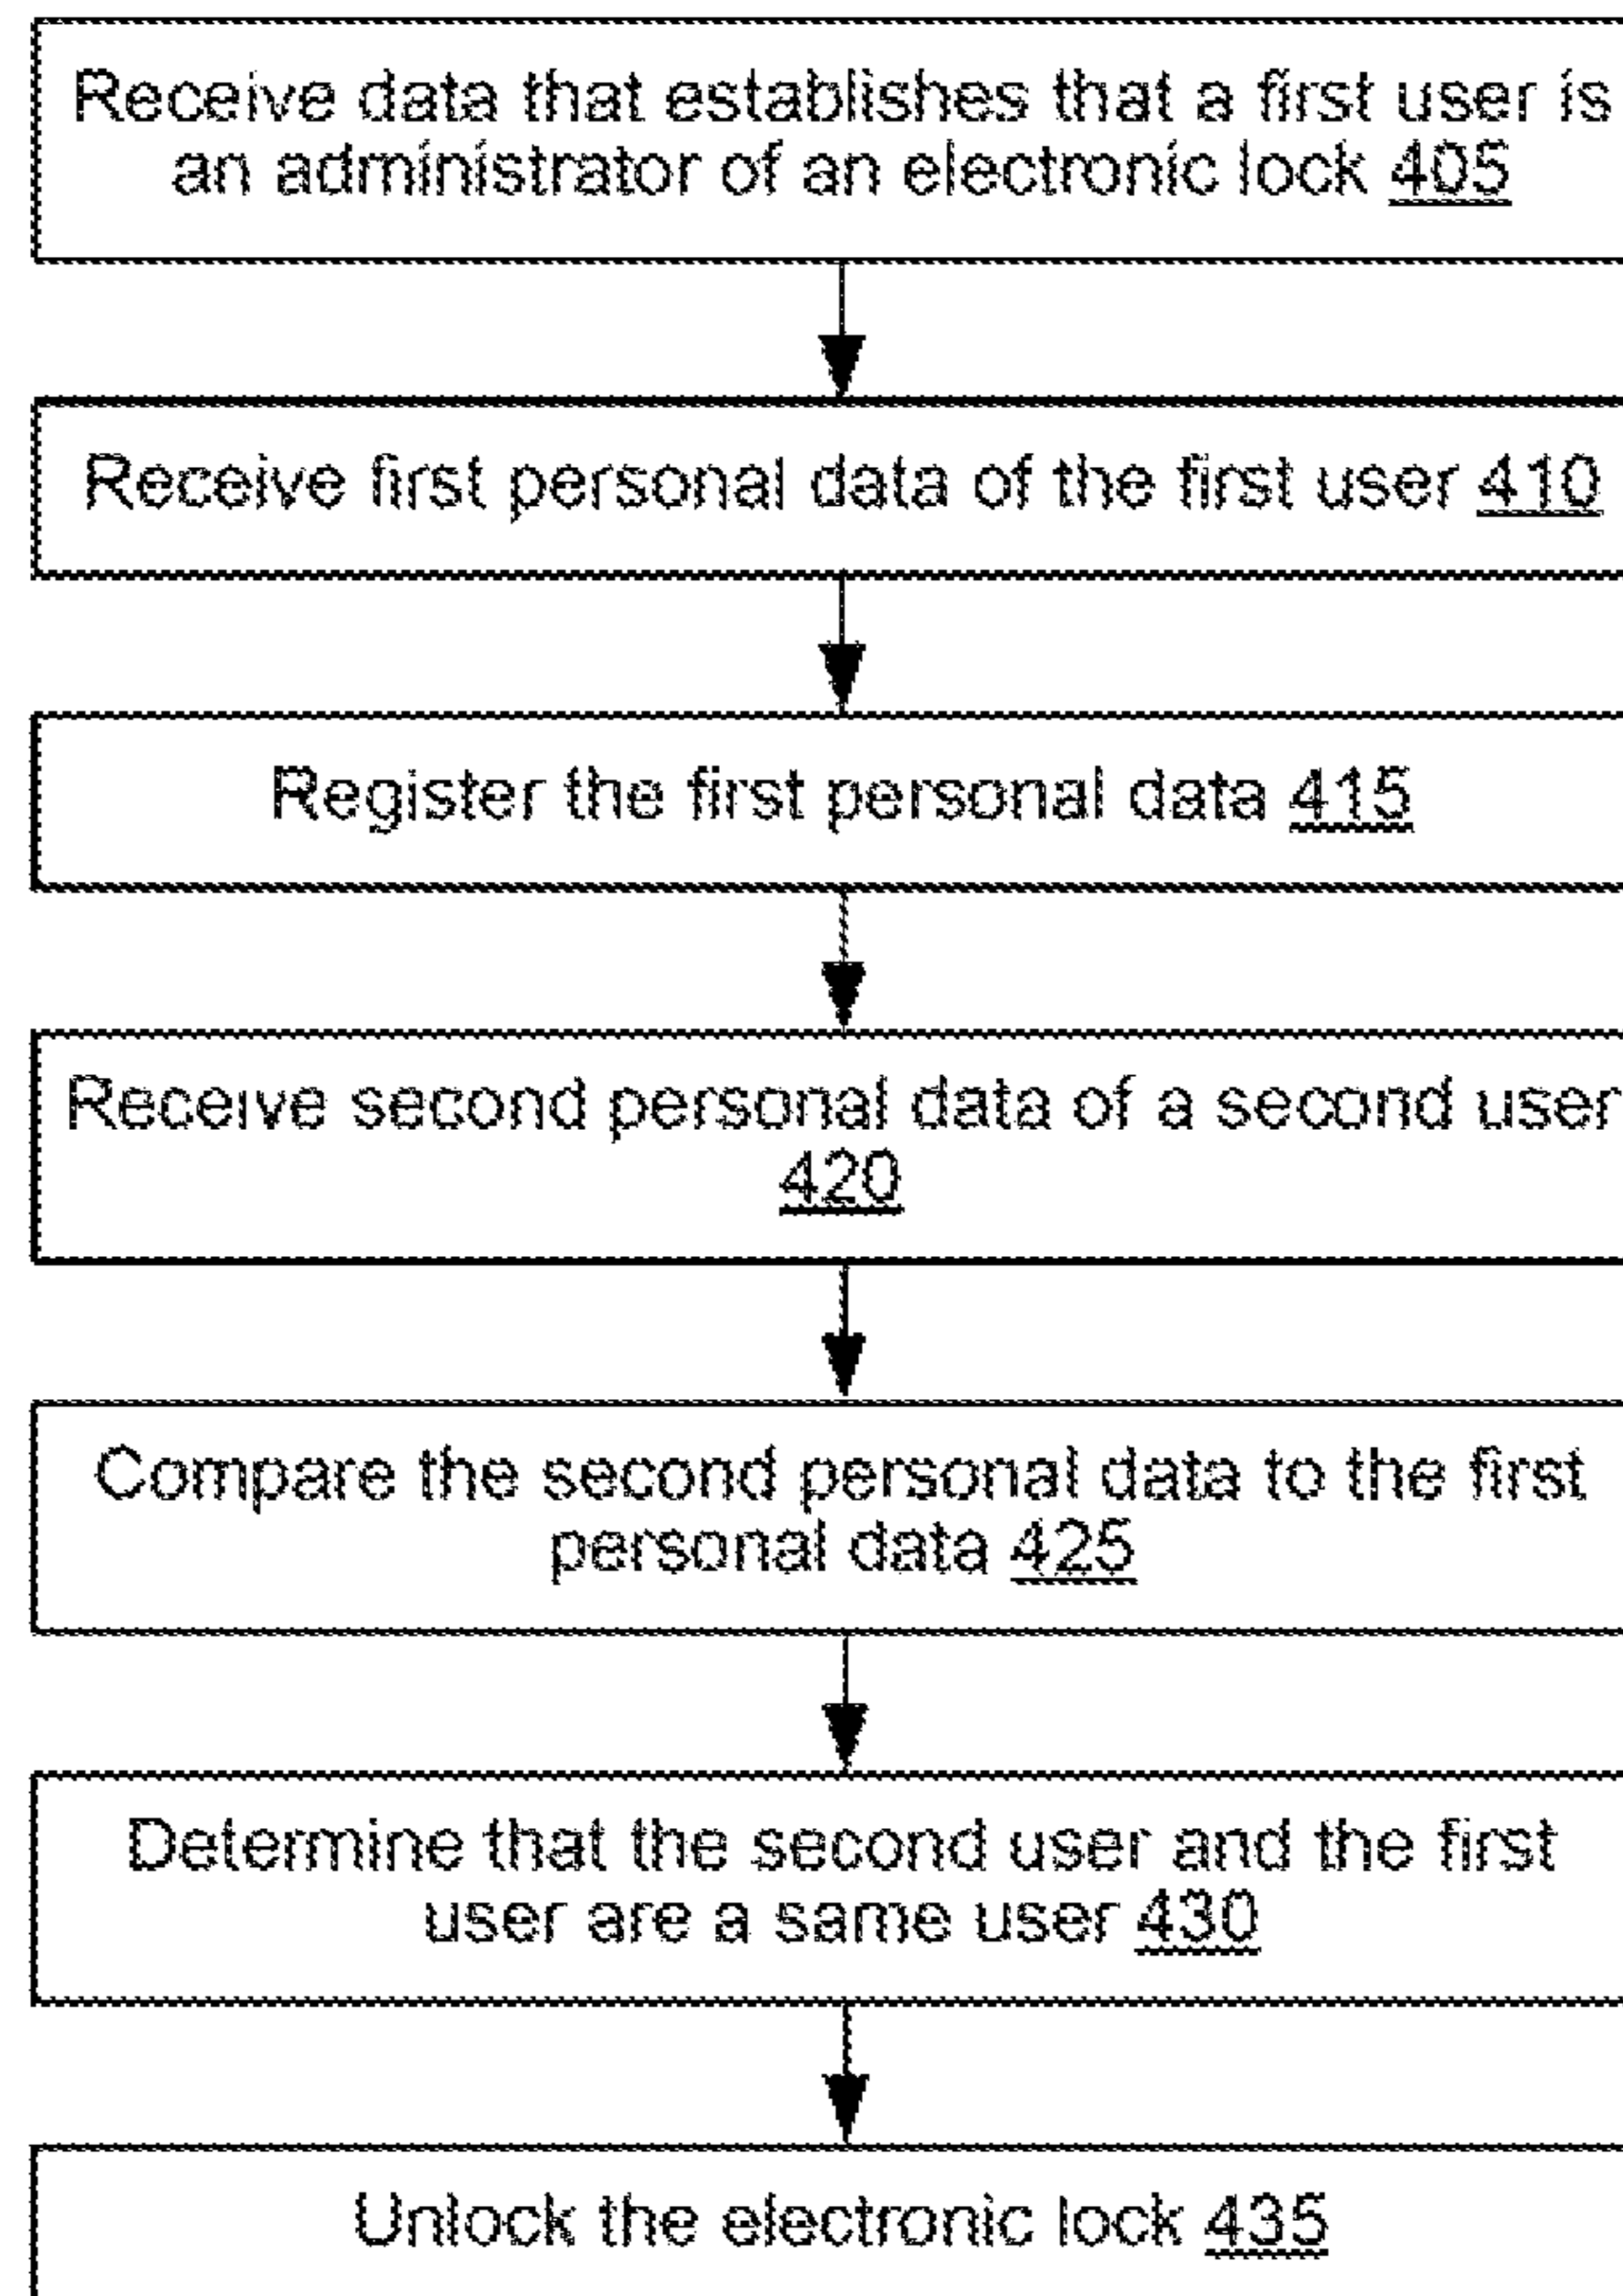 Receive data that establishes that a first user is
an administrator of an electronic lock 405
Receive first personal data of the first user 410
Register the first personal data 415
Receive second personal data of a second user
420
Compare the second personal data to the first
personal data 425
Determine that the second user and the first
user are a same user 430
Unlock the electronic lock 435